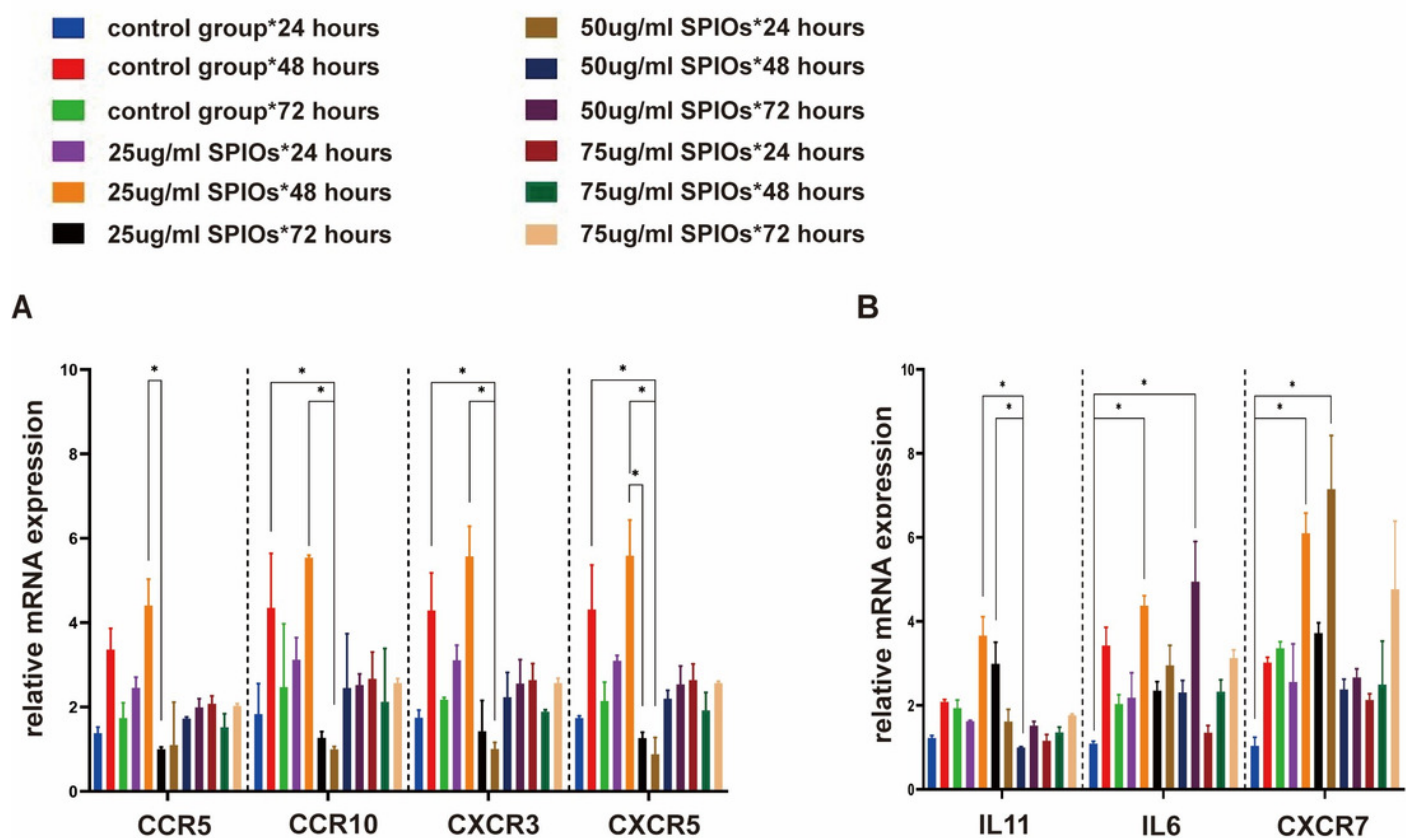 control group*24 hours
control group*48 hours
control group*72 hours
25ug/ml SPIOs*24 hours
25ug/ml SPIOs*48 hours
25ug/ml SPIOs*72 hours
50ug/ml SPIOs*24 hours
50ug/ml SPIOs*48 hours
50ug/ml SPIOs*72 hours
75ug/ml SPIOs*24 hours
75ug/ml SPIOs*48 hours
75ug/ml SPIOs*72 hours
A
relative mRNA expression
10
8
6
4
2
0
* * * * * * * *
CCR5 CCR10 CXCR3 CXCR5
B
relative mRNA expression
10
8
6
4
2
0
* * * * * *
IL11 IL6 CXCR7